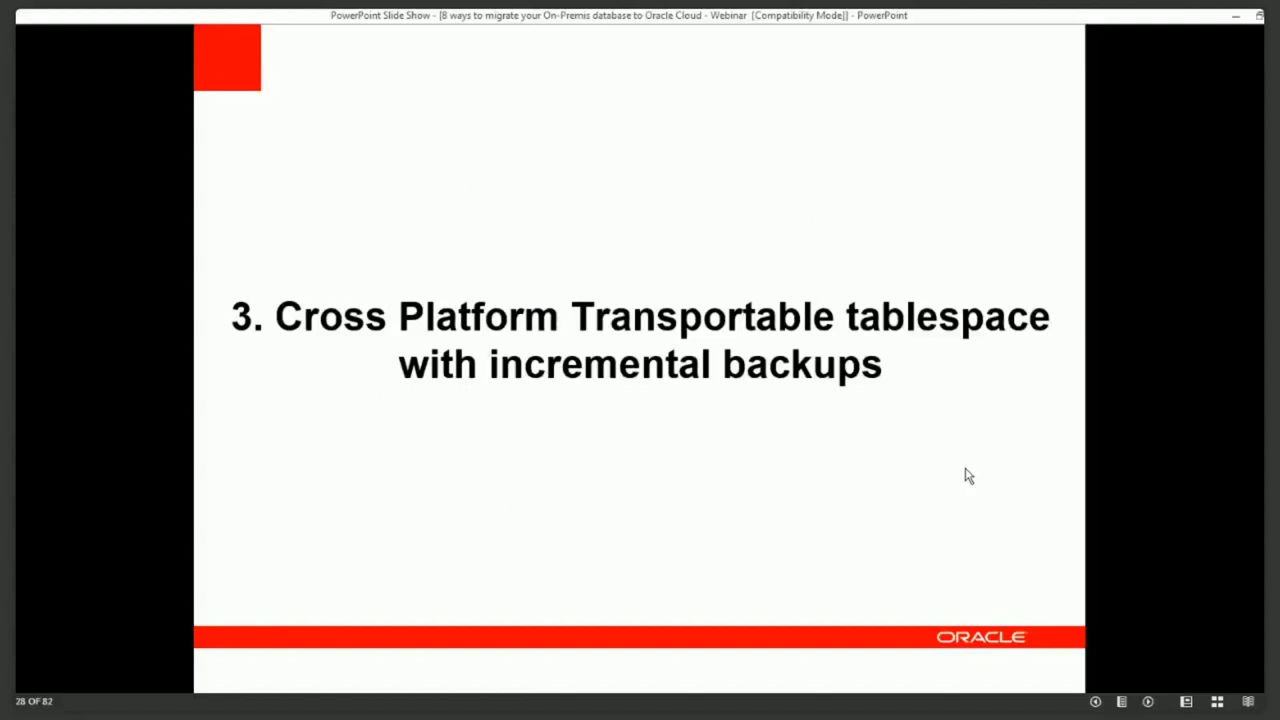 PowerPoint Slide Show - [8 ways to migrate your On-Premis database to Oracle Cloud - Webinar [Compatibility Mode]] - PowerPoint
3. Cross Platform Transportable tablespace
with incremental backups
ORACLE
28 OF 82